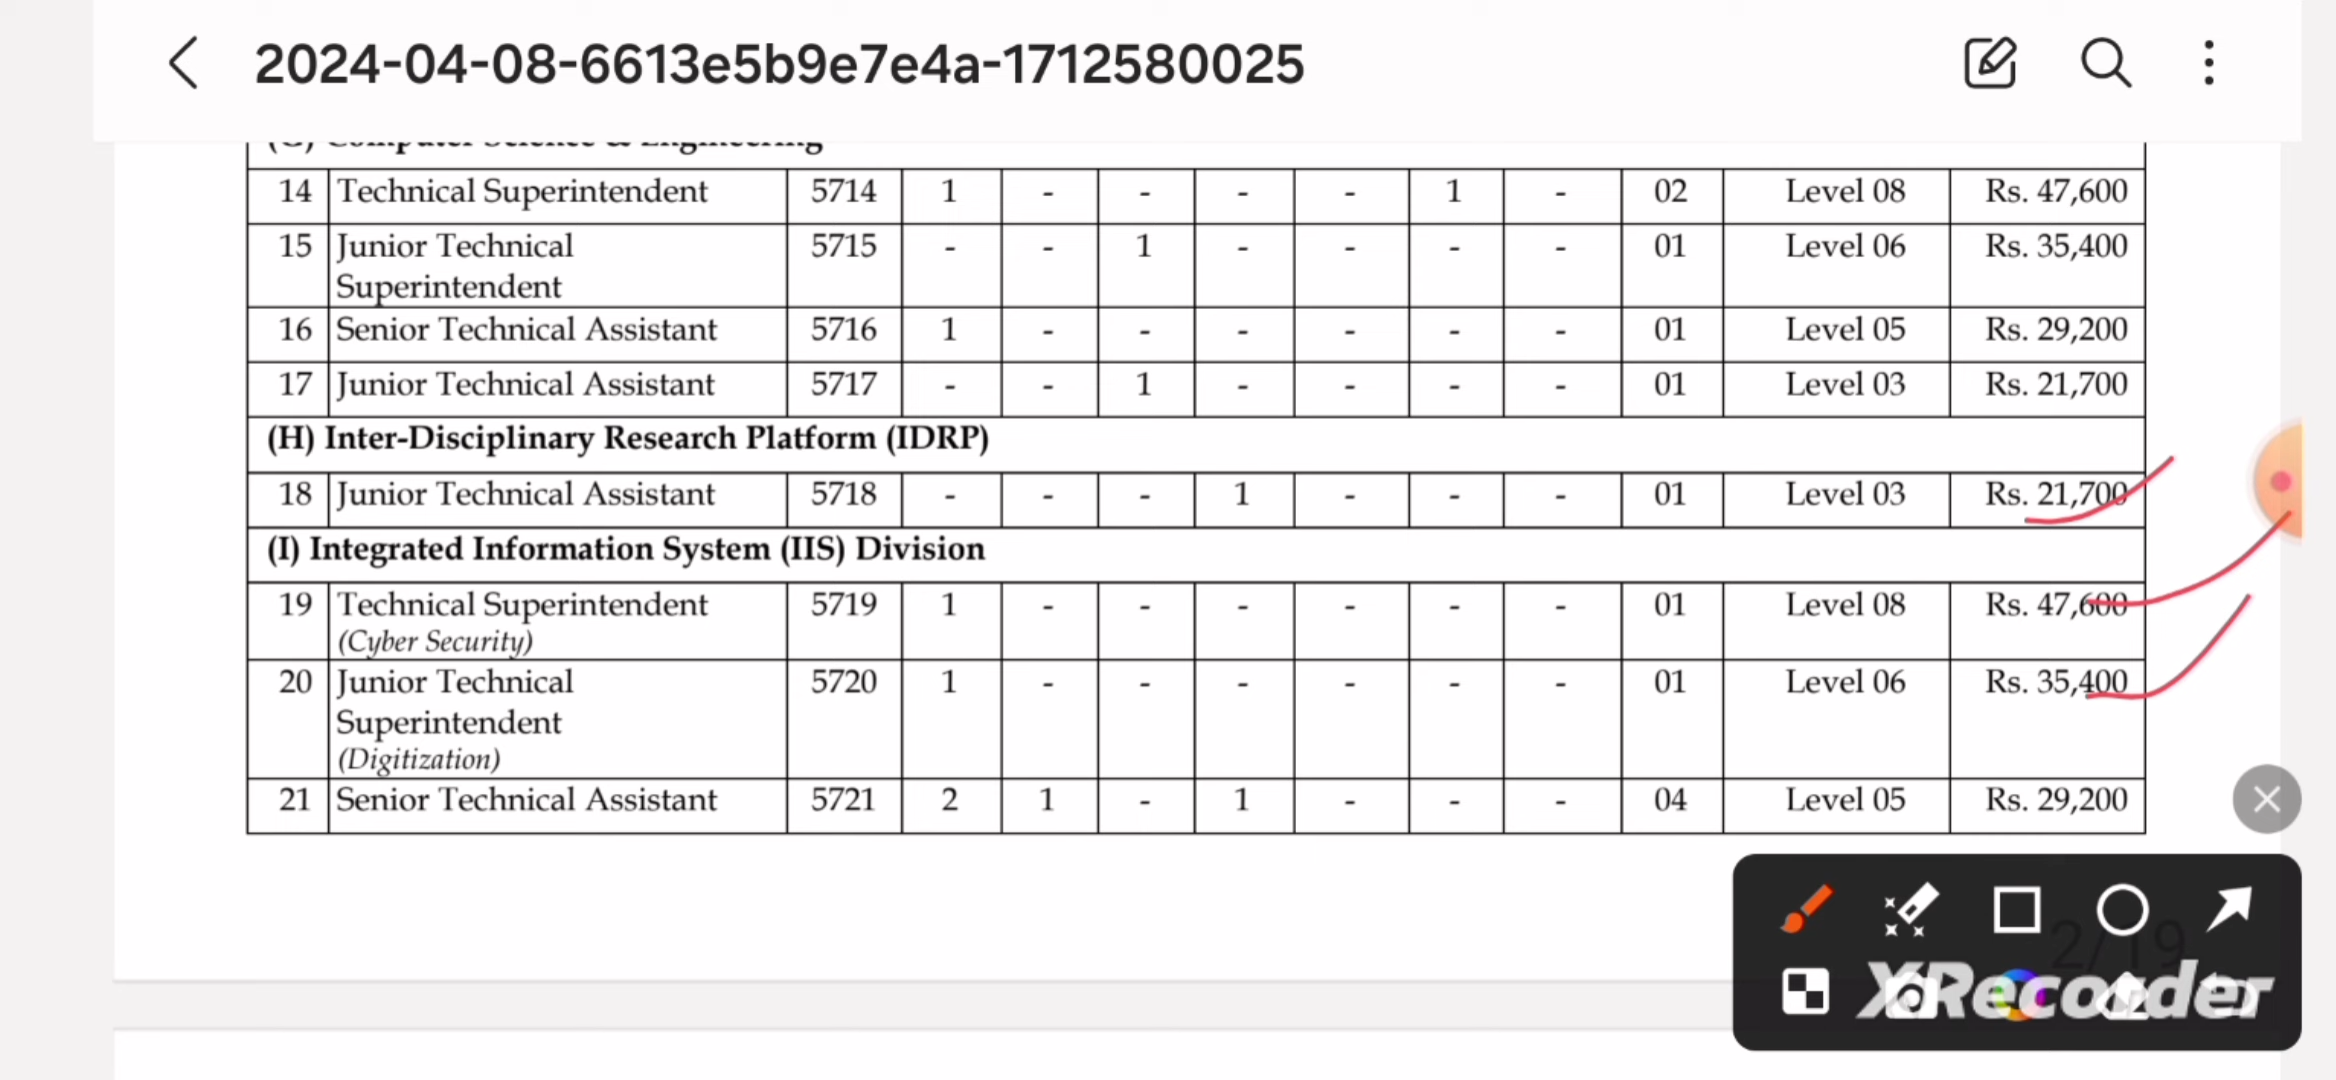 2024-04-08-6613e5b9e7e4a-1712580025
(G) Computer Science & Engineering
14 Technical Superintendent 5714 1 - - - - 1 - 02 Level 08 Rs. 47,600
15 Junior Technical 5715 - - 1 - - - - 01 Level 06 Rs. 35,400
Superintendent
16 Senior Technical Assistant 5716 1 - - - - - - 01 Level 05 Rs. 29,200
17 Junior Technical Assistant 5717 - - 1 - - - - 01 Level 03 Rs. 21,700
(H) Inter-Disciplinary Research Platform (IDRP)
18 Junior Technical Assistant 5718 - - - 1 - - - 01 Level 03 Rs. 21,700
(I) Integrated Information System (IIS) Division
19 Technical Superintendent 5719 1 - - - - - - 01 Level 08 Rs. 47,600
(Cyber Security)
20 Junior Technical 5720 1 - - - - - - 01 Level 06 Rs. 35,400
Superintendent
(Digitization)
21 Senior Technical Assistant 5721 2 1 - 1 - - - 04 Level 05 Rs. 29,200
2/19
XRecorder